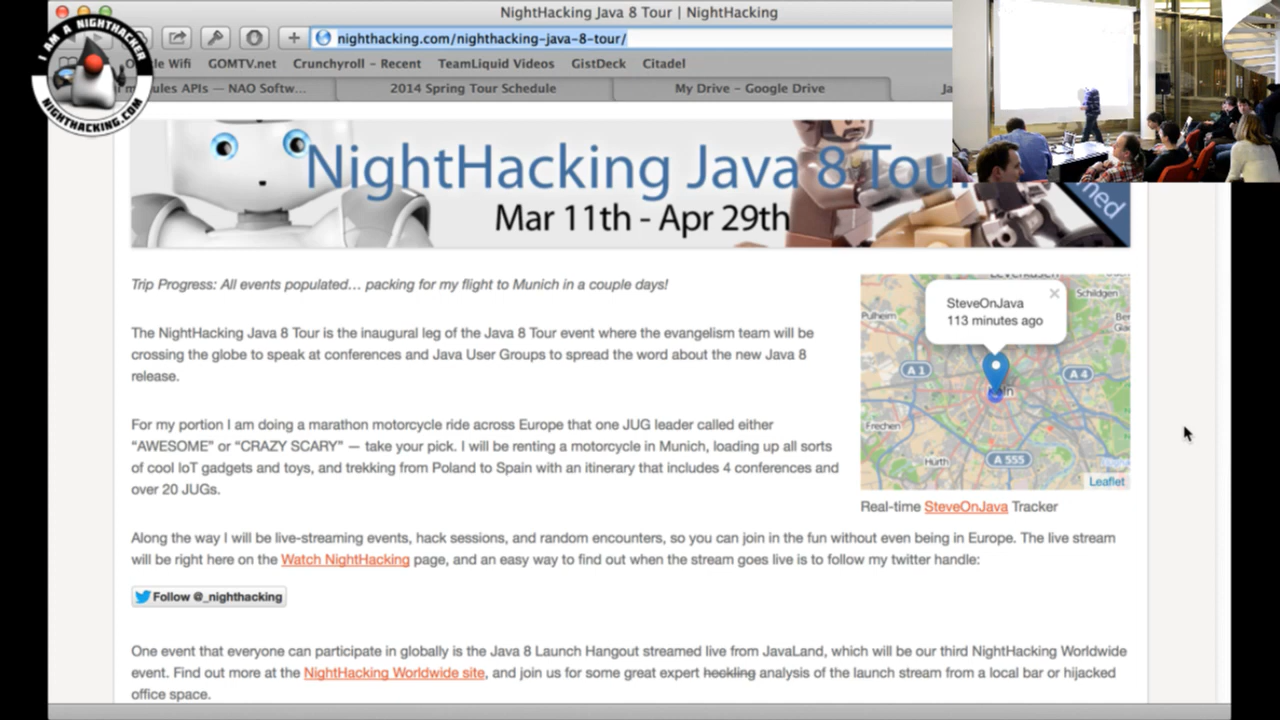 NightHacking Java 8 Tour | NightHacking
I AM A NIGHTHACKER
NIGHTHACKING.COM
nighthacking.com/nighthacking-java-8-tour/
Wifi GOMTV.net Crunchyroll – Recent TeamLiquid Videos GistDeck Citadel
APIs — NAO Softw... 2014 Spring Tour Schedule My Drive – Google Drive Ja
NightHacking Java 8 Tou
Mar 11th - Apr 29th
Trip Progress: All events populated… packing for my flight to Munich in a couple days!
The NightHacking Java 8 Tour is the inaugural leg of the Java 8 Tour event where the evangelism team will be
crossing the globe to speak at conferences and Java User Groups to spread the word about the new Java 8
release.
For my portion I am doing a marathon motorcycle ride across Europe that one JUG leader called either
“AWESOME” or “CRAZY SCARY” — take your pick. I will be renting a motorcycle in Munich, loading up all sorts
of cool IoT gadgets and toys, and trekking from Poland to Spain with an itinerary that includes 4 conferences and
over 20 JUGs.
SteveOnJava
113 minutes ago
Schildgen
Pulheim
A 1
A 4
Frechen
Hürth
A 555
Leaflet
Real-time SteveOnJava Tracker
Along the way I will be live-streaming events, hack sessions, and random encounters, so you can join in the fun without even being in Europe. The live stream
will be right here on the Watch NightHacking page, and an easy way to find out when the stream goes live is to follow my twitter handle:
Follow @_nighthacking
One event that everyone can participate in globally is the Java 8 Launch Hangout streamed live from JavaLand, which will be our third NightHacking Worldwide
event. Find out more at the NightHacking Worldwide site, and join us for some great expert heckling analysis of the launch stream from a local bar or hijacked
office space.